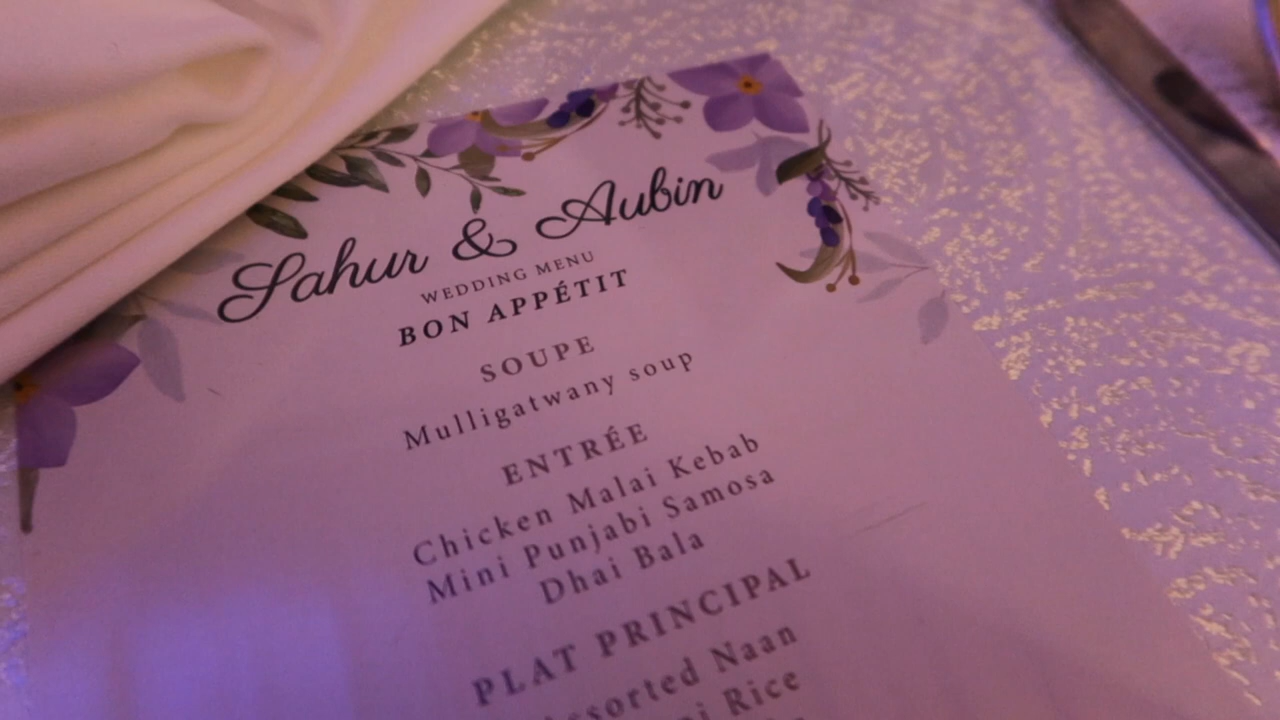 Sahur & Aubin
WEDDING MENU
BON APPÉTIT
SOUPE
Mulligatwany soup
ENTRÉE
Chicken Malai Kebab
Mini Punjabi Samosa
Dhai Bala
PLAT PRINCIPAL
Assorted Naan
Rice